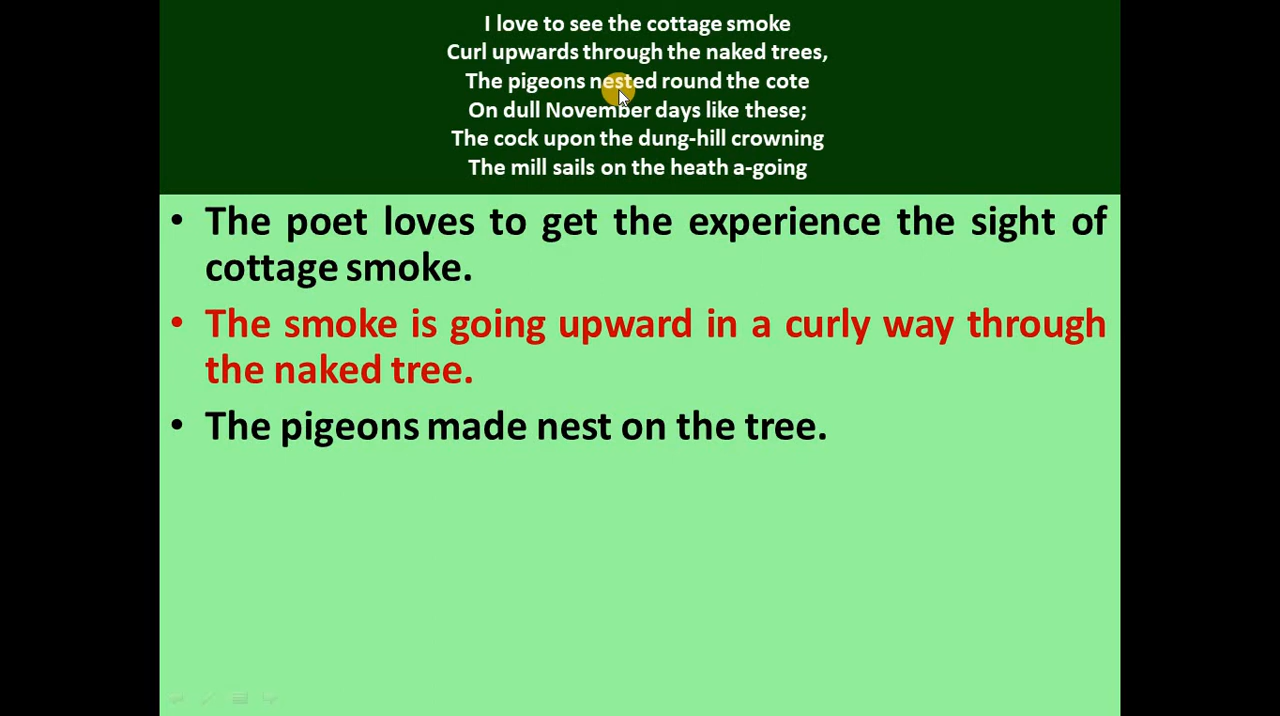 I love to see the cottage smoke
Curl upwards through the naked trees,
The pigeons nested round the cote
On dull November days like these;
The cock upon the dung-hill crowning
The mill sails on the heath a-going
• The poet loves to get the experience the sight of
cottage smoke.
• The smoke is going upward in a curly way through
the naked tree.
• The pigeons made nest on the tree.